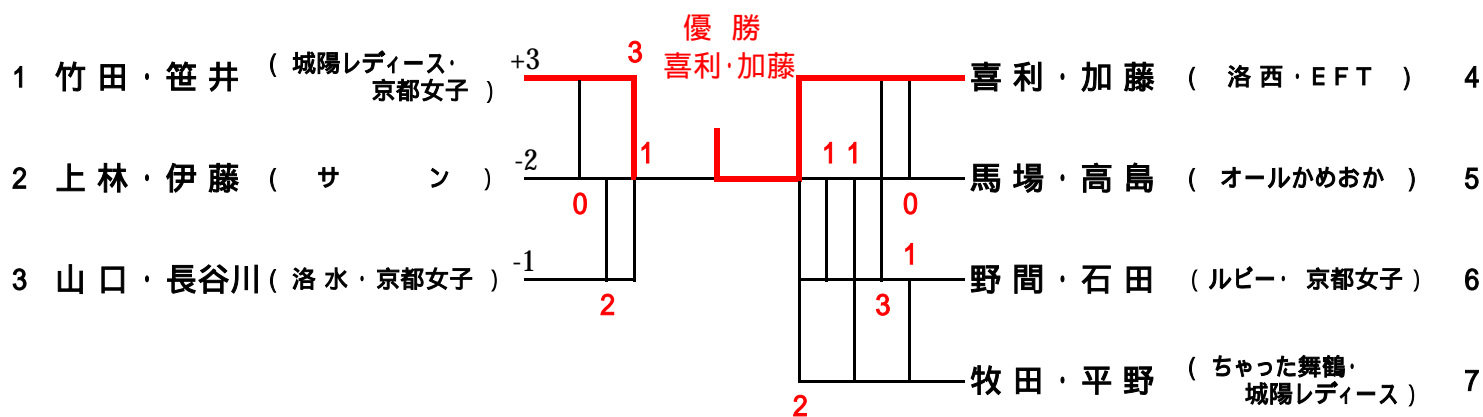 優 勝
喜利・加藤
1 竹田・笹井 ( 城陽レディース・
京都女子 )
+3
3
2 上林・伊藤 ( サ ン )
-2
1
0
3 山口・長谷川 ( 洛水・京都女子 )
-1
2
喜利・加藤 ( 洛西・EFT ) 4
1 1
馬場・高島 ( オールかめおか ) 5
0
1
野間・石田 ( ルビー・ 京都女子 ) 6
3
牧田・平野 ( ちゃった舞鶴・
城陽レディース ) 7
2